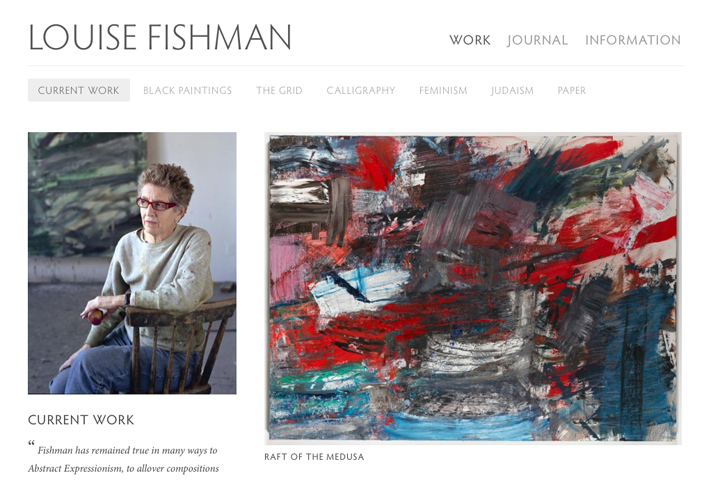 LOUISE FISHMAN
WORK JOURNAL INFORMATION
CURRENT WORK BLACK PAINTINGS THE GRID CALLIGRAPHY FEMINISM JUDAISM PAPER
CURRENT WORK
“ Fishman has remained true in many ways to
Abstract Expressionism, to allover compositions
RAFT OF THE MEDUSA